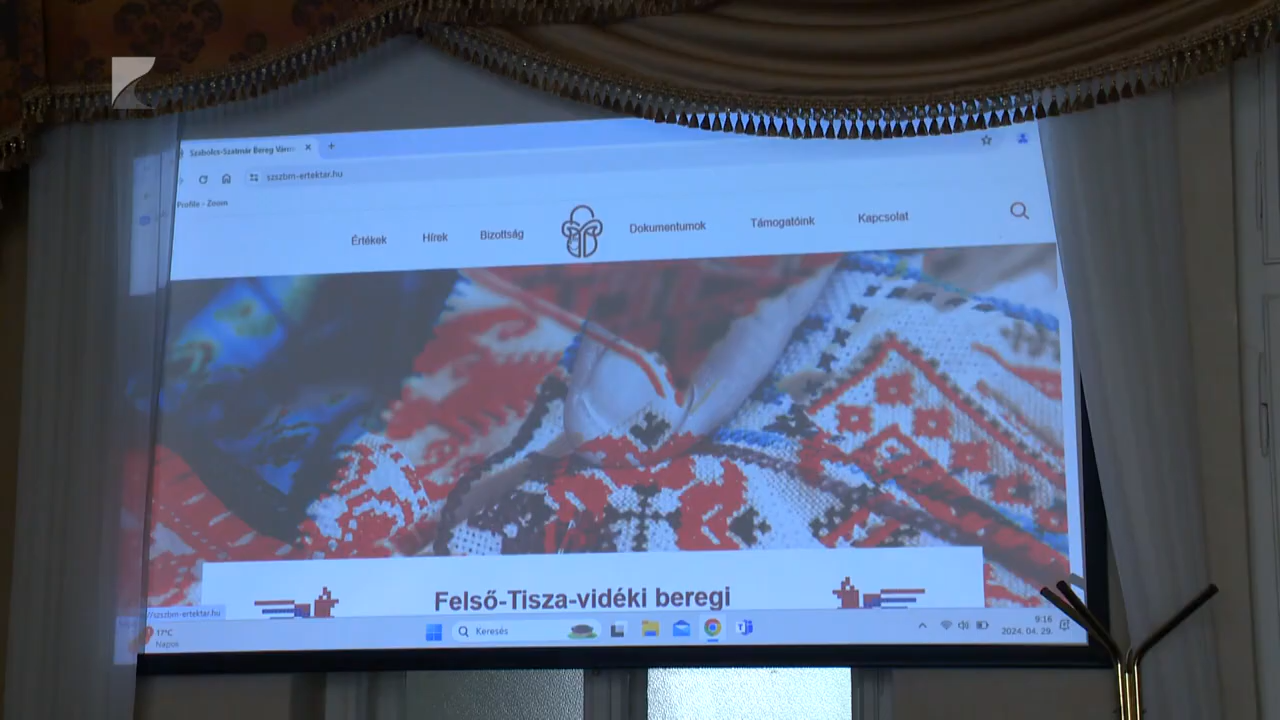 Szabolcs-Szatmár Bereg Város
szszbm-ertektar.hu
Profile - Zoom
Értékek Hírek Bizottság Dokumentumok Támogatóink Kapcsolat
Felső-Tisza-vidéki beregi
//szszbm-ertektar.hu
17°C
Napos
Keresés
9:16
2024. 04. 29.